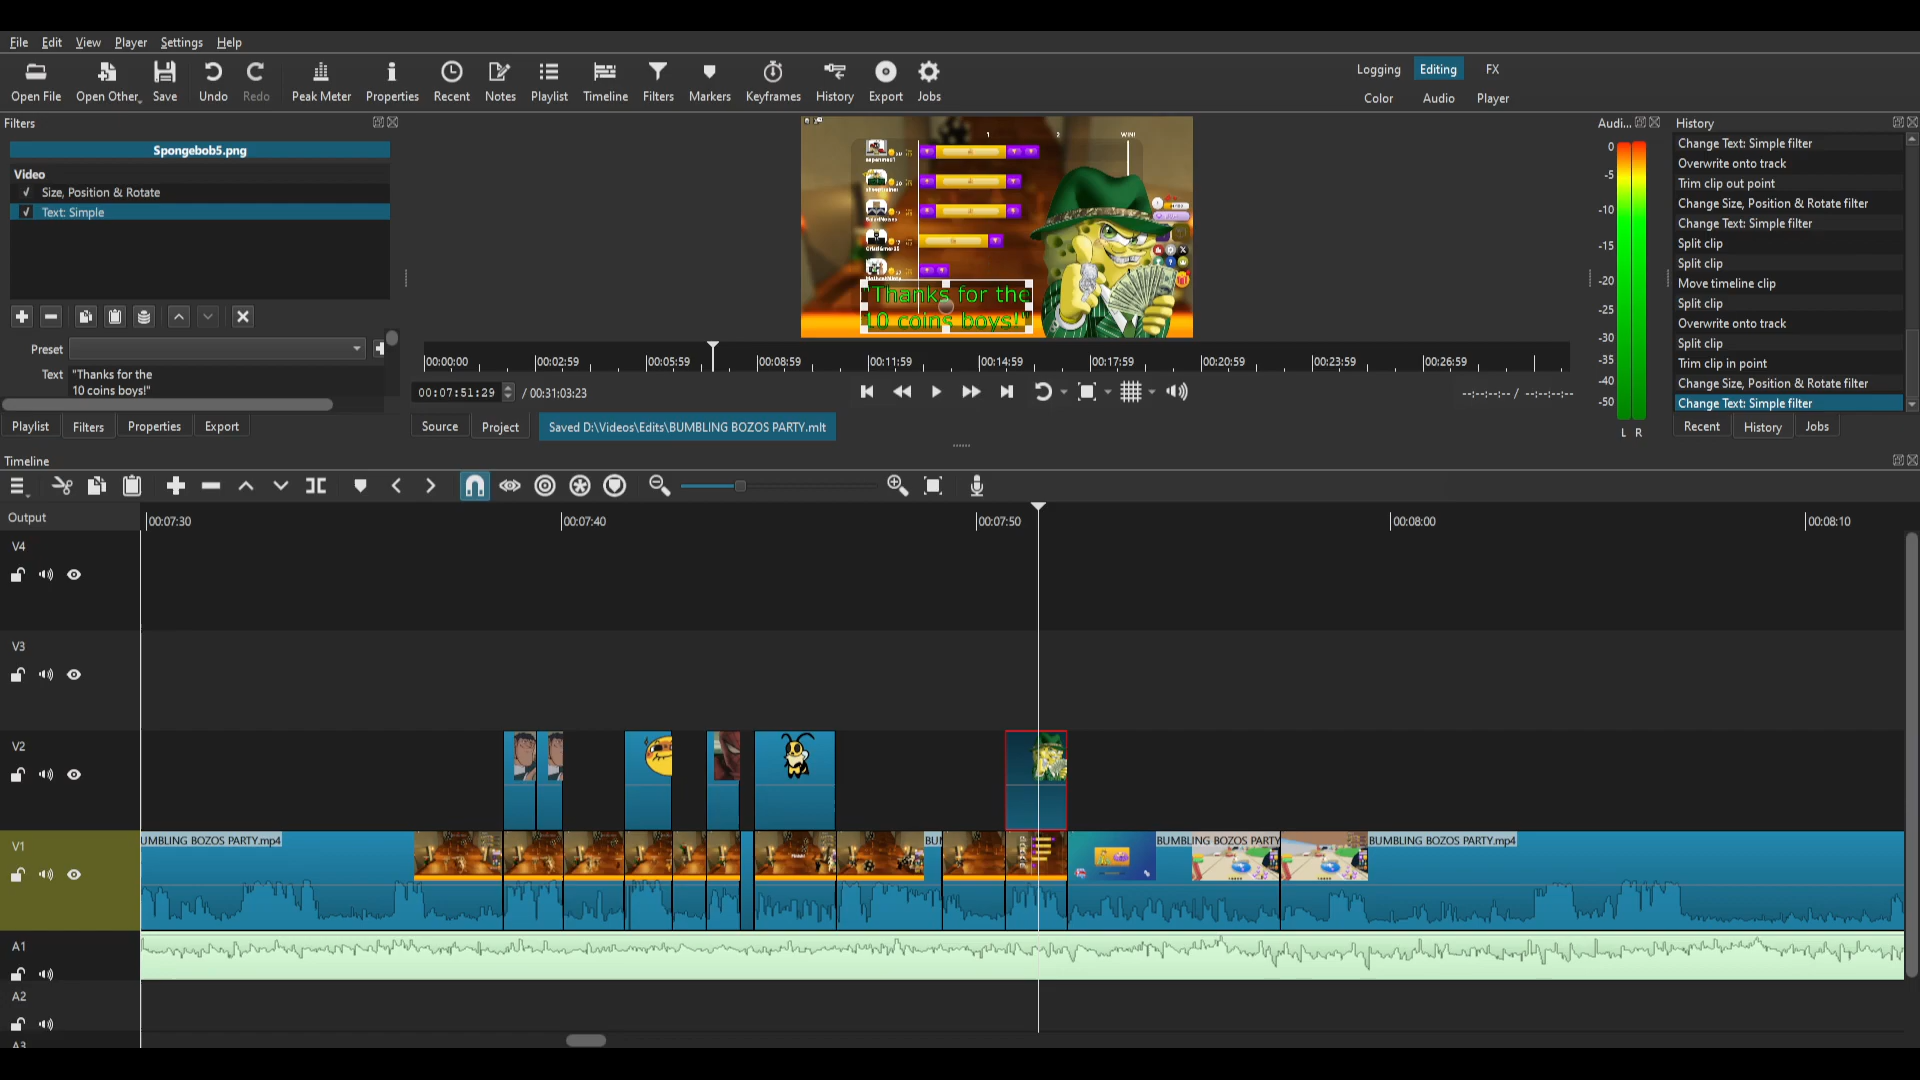 File Edit View Player Settings Help
Open File Open Other Save Undo Redo Peak Meter Properties Recent Notes Playlist Timeline Filters Markers Keyframes History Export Jobs
Logging Editing FX
Color Audio Player
Filters
Spongebob5.png
Video
Size, Position & Rotate
Text: Simple
Preset
Text "Thanks for the
10 coins boys!"
Playlist Filters Properties Export
1 2 WIN!
"Thanks for the
10 coins boys!"
00:00:00 00:02:59 00:05:59 00:08:59 00:11:59 00:14:59 00:17:59 00:20:59 00:23:59 00:26:59
00:07:51:29 / 00:31:03:23
--:--:--:-- / --:--:--:--
Source Project Saved D:\Videos\Edits\BUMBLING BOZOS PARTY.mlt
Audi...
0
-5
-10
-15
-20
-25
-30
-35
-40
-50
L R
History
Change Text: Simple filter
Overwrite onto track
Trim clip out point
Change Size, Position & Rotate filter
Change Text: Simple filter
Split clip
Split clip
Move timeline clip
Split clip
Overwrite onto track
Split clip
Trim clip in point
Change Size, Position & Rotate filter
Change Text: Simple filter
Recent History Jobs
Timeline
Output
00:07:30 00:07:40 00:07:50 00:08:00 00:08:10
V4
V3
V2
V1
UMBLING BOZOS PARTY.mp4 BU BUMBLING BOZOS PARTY BUMBLING BOZOS PARTY.mp4
A1
A2
A3